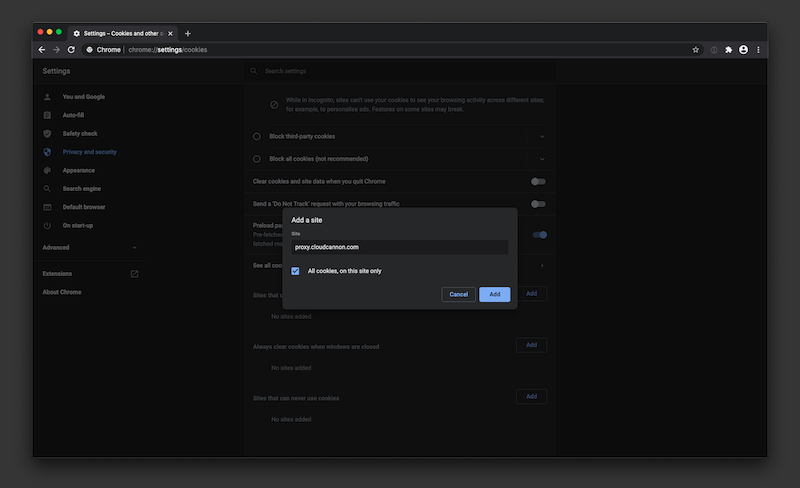 Settings – Cookies and other s
Chrome | chrome://settings/cookies
Settings
Search settings
You and Google
Auto-fill
Safety check
Privacy and security
Appearance
Search engine
Default browser
On start-up
Advanced
Extensions
About Chrome
While in Incognito, sites can't use your cookies to see your browsing activity across different sites,
for example, to personalise ads. Features on some sites may break.
Block third-party cookies
Block all cookies (not recommended)
Clear cookies and site data when you quit Chrome
Send a 'Do Not Track' request with your browsing traffic
Preload pa
Pre-fetche
fetched ma
See all coo
Add a site
Site
proxy.cloudcannon.com
All cookies, on this site only
Cancel
Add
Sites that
Add
No sites added
Always clear cookies when windows are closed
Add
No sites added
Sites that can never use cookies
Add
No sites added